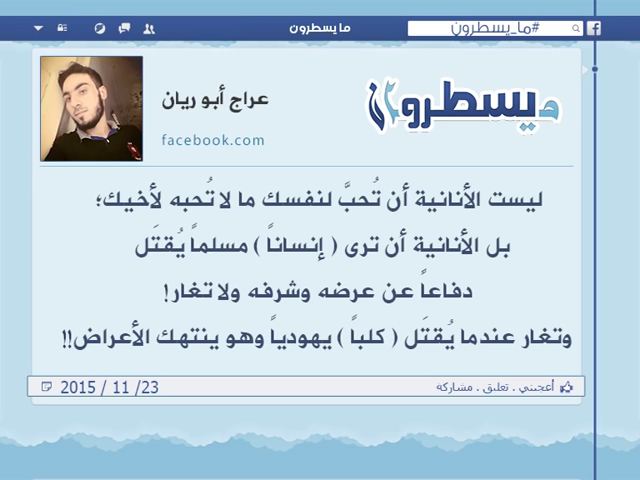 ما يسطرون
#ما_يسطرون
ما يسطرون
عراج أبو ريان
facebook.com
ليست الأنانية أن تُحبَّ لنفسك ما لا تُحبه لأخيك؛
بل الأنانية أن ترى ( إنساناً ) مسلماً يُقتَل
دفاعاً عن عرضه وشرفه ولا تغار!
وتغار عندما يُقتَل ( كلباً ) يهودياً وهو ينتهك الأعراض!!
أعجبني . تعليق . مشاركة
23/ 11 / 2015